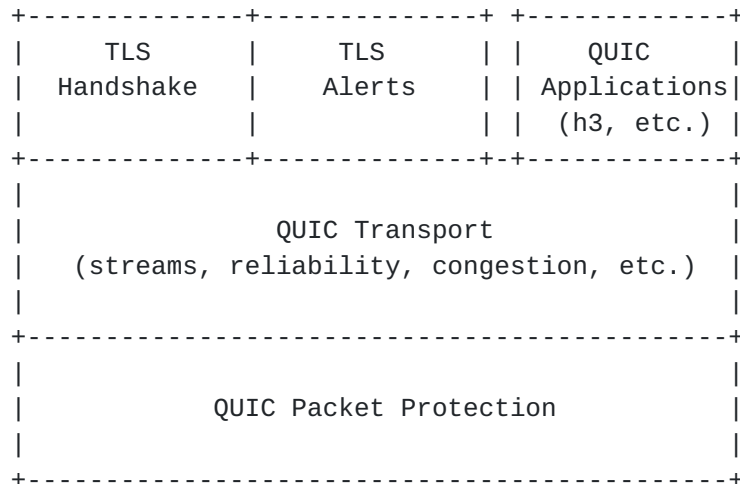 TLS TLS QUIC
Handshake Alerts Applications
(h3, etc.)
QUIC Transport
(streams, reliability, congestion, etc.)
QUIC Packet Protection